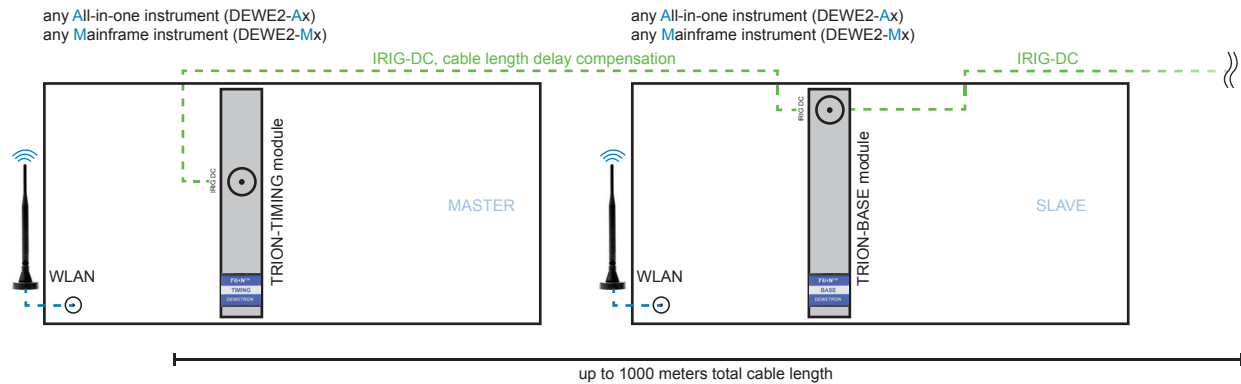 any All-in-one instrument (DEWE2-Ax)
any Mainframe instrument (DEWE2-Mx)
any All-in-one instrument (DEWE2-Ax)
any Mainframe instrument (DEWE2-Mx)
IRIG-DC, cable length delay compensation
IRIG-DC
IRIG DC
TRION-TIMING module
MASTER
WLAN
TRION™
TIMING
DEWETRON
IRIG DC
TRION-BASE module
SLAVE
WLAN
TRION™
BASE
DEWETRON
up to 1000 meters total cable length